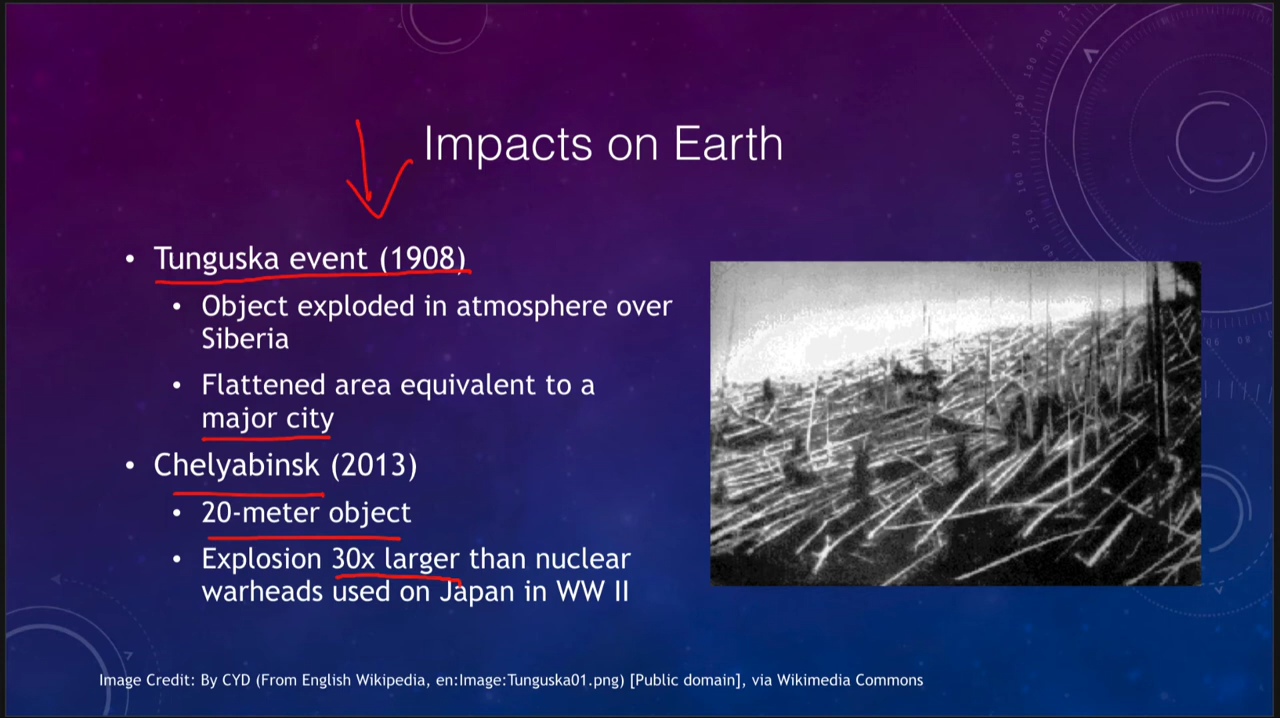 Impacts on Earth
• Tunguska event (1908)
• Object exploded in atmosphere over
Siberia
• Flattened area equivalent to a
major city
• Chelyabinsk (2013)
• 20-meter object
• Explosion 30x larger than nuclear
warheads used on Japan in WW II
Image Credit: By CYD (From English Wikipedia, en:Image:Tunguska01.png) [Public domain], via Wikimedia Commons